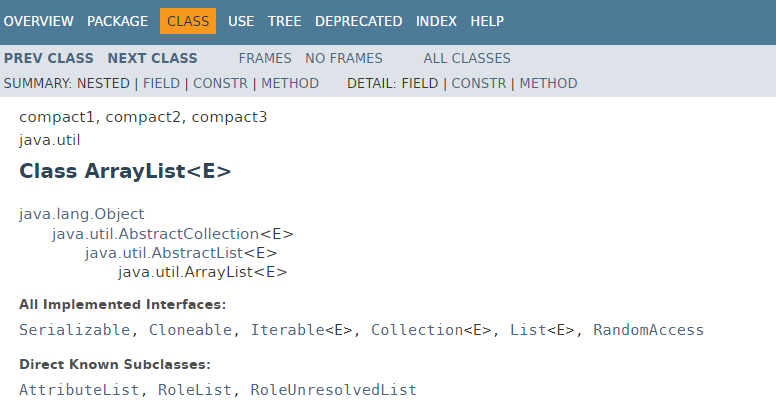 OVERVIEW PACKAGE CLASS USE TREE DEPRECATED INDEX HELP
PREV CLASS NEXT CLASS FRAMES NO FRAMES ALL CLASSES
SUMMARY: NESTED | FIELD | CONSTR | METHOD DETAIL: FIELD | CONSTR | METHOD
compact1, compact2, compact3
java.util
Class ArrayList<E>
java.lang.Object
java.util.AbstractCollection<E>
java.util.AbstractList<E>
java.util.ArrayList<E>
All Implemented Interfaces:
Serializable, Cloneable, Iterable<E>, Collection<E>, List<E>, RandomAccess
Direct Known Subclasses:
AttributeList, RoleList, RoleUnresolvedList